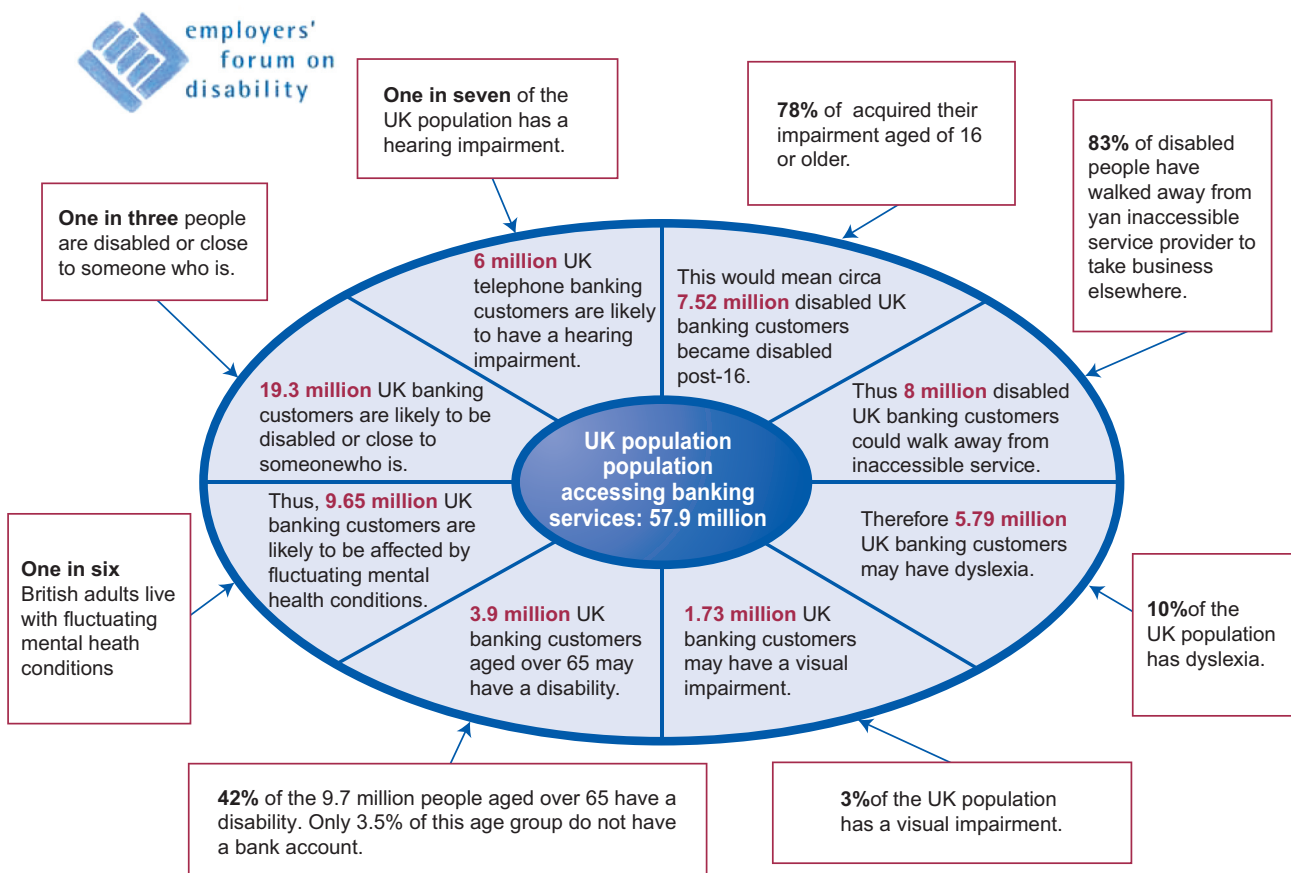 employers'
forum on
disability
One in seven of the
UK population has a
hearing impairment.
78% of  acquired their
impairment aged of 16
or older.
83% of disabled
people have
walked away from
yan inaccessible
service provider to
take business
elsewhere.
One in three people
are disabled or close
to someone who is.
6 million UK
telephone banking
customers are likely
to have a hearing
impairment.
This would mean circa
7.52 million disabled UK
banking customers
became disabled
post-16.
19.3 million UK banking
customers are likely to be
disabled or close to
someonewho is.
Thus 8 million disabled
UK banking customers
could walk away from
inaccessible service.
UK population
population
accessing banking
services: 57.9 million
Thus, 9.65 million UK
banking customers are
likely to be affected by
fluctuating mental
health conditions.
Therefore 5.79 million
UK banking customers
may have dyslexia.
One in six
British adults live
with fluctuating
mental heath
conditions
3.9 million UK
banking customers
aged over 65 may
have a disability.
1.73 million UK
banking customers
may have a visual
impairment.
10%of the
UK population
has dyslexia.
42% of the 9.7 million people aged over 65 have a
disability. Only 3.5% of this age group do not have
a bank account.
3%of the UK population
has a visual impairment.